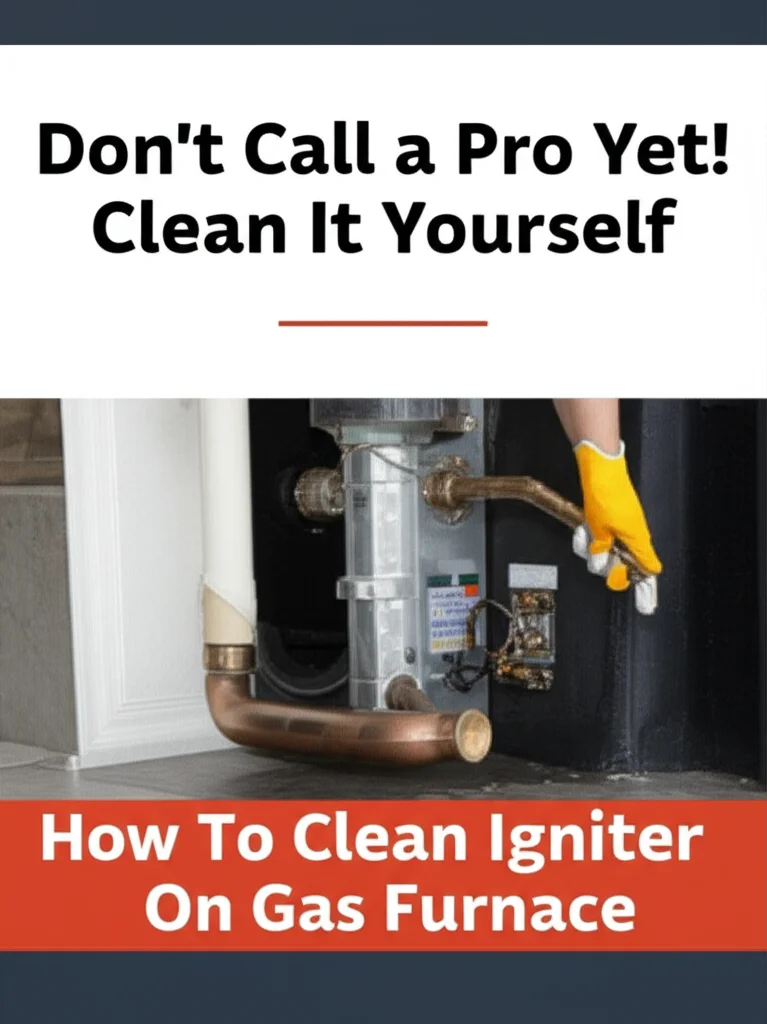 Don't Call a Pro Yet!
Clean It Yourself
How To Clean Igniter
On Gas Furnace